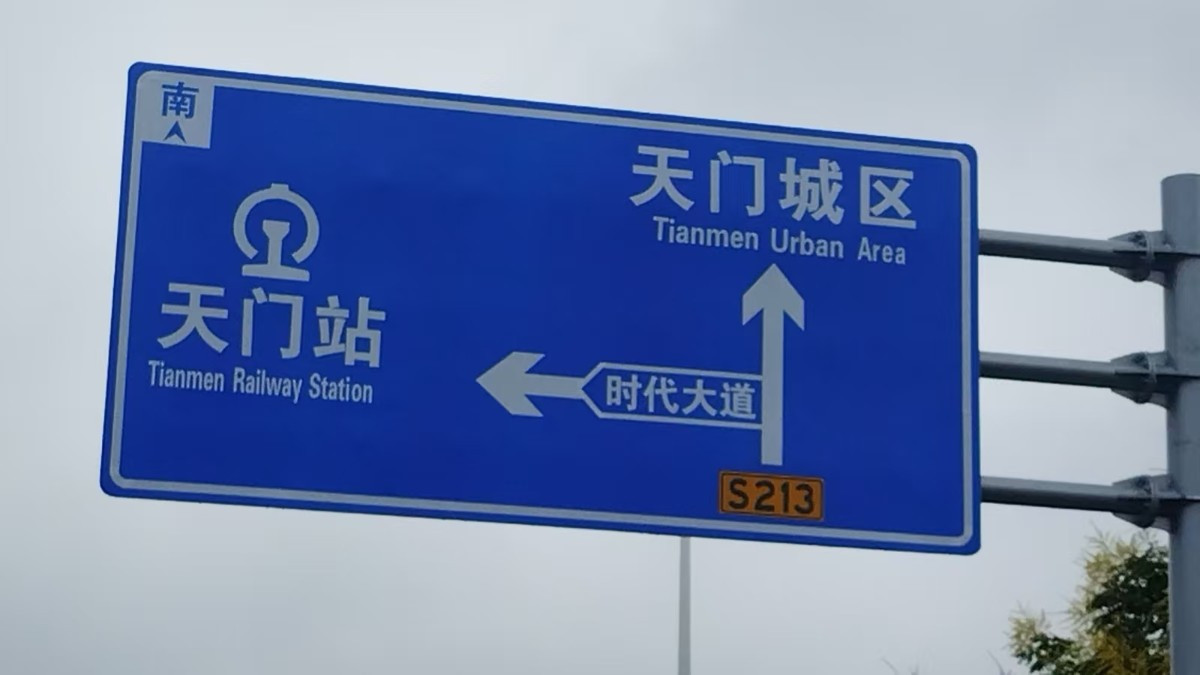 南
天门城区
Tianmen Urban Area
天门站
Tianmen Railway Station
时代大道
S213